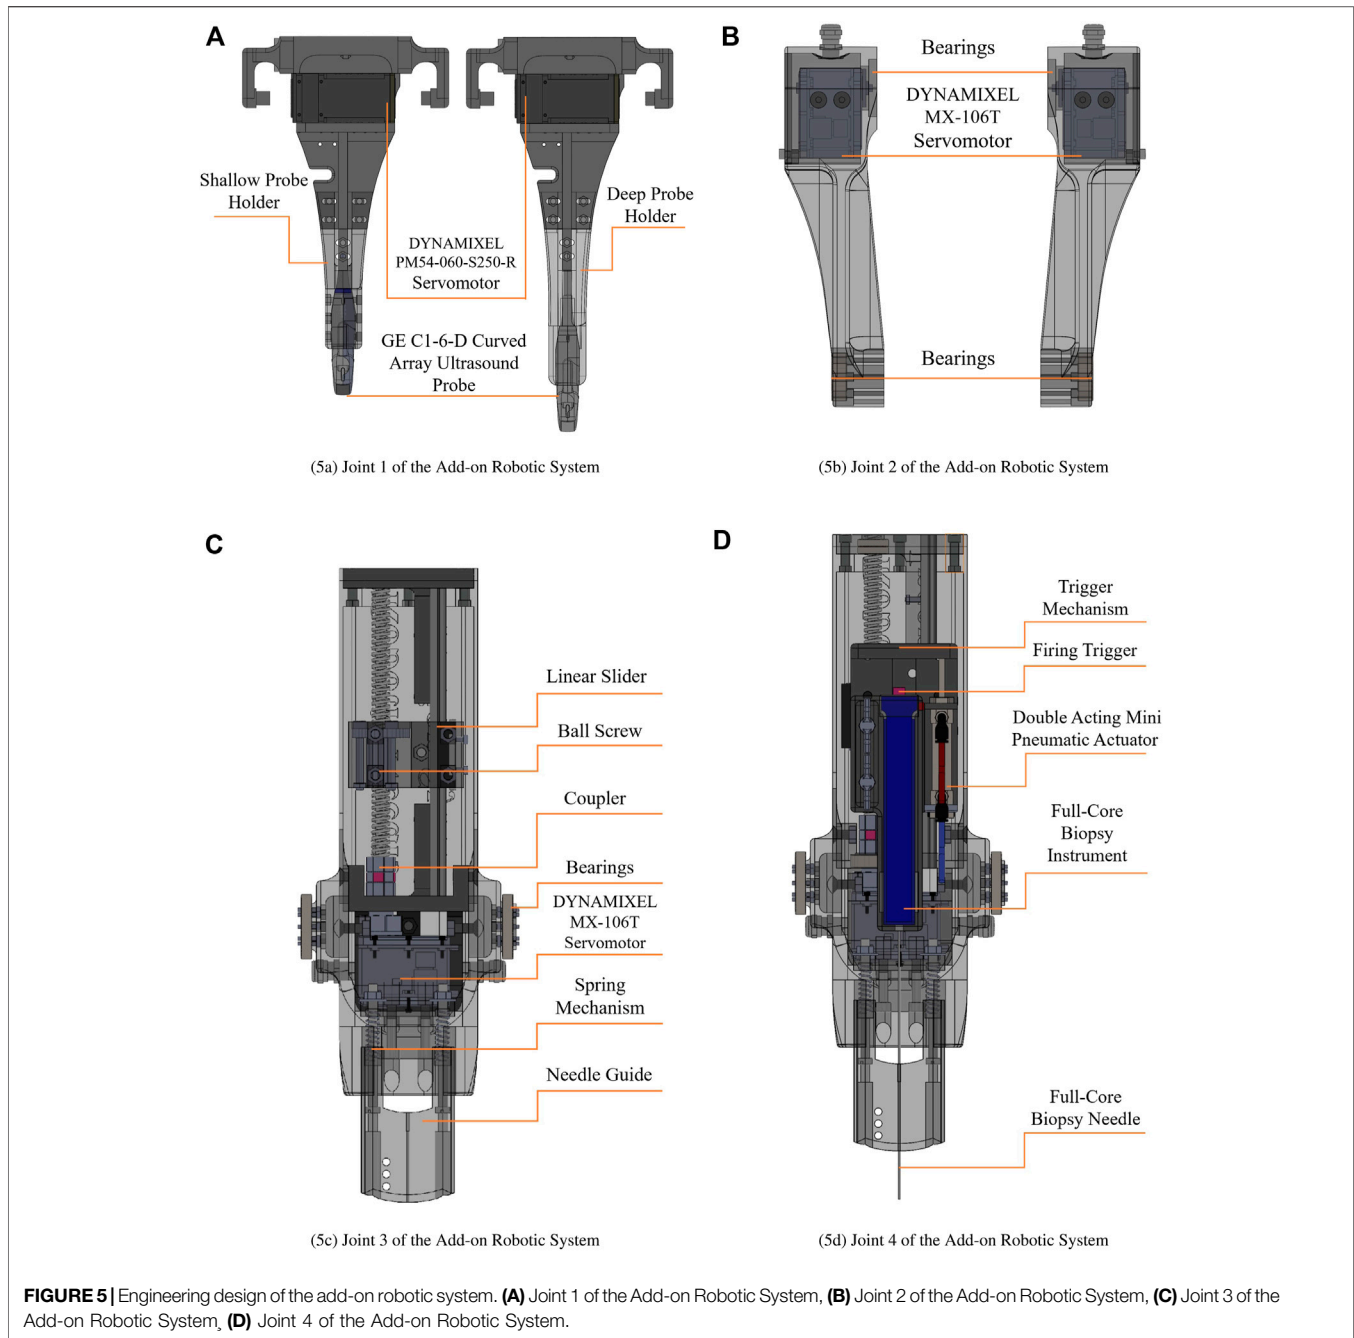 A
Shallow Probe
Holder
DYNAMIXEL
PM54-060-S250-R
Servomotor
Deep Probe
Holder
GE C1-6-D Curved
Array Ultrasound
Probe
(5a) Joint 1 of the Add-on Robotic System
B
Bearings
DYNAMIXEL
MX-106T
Servomotor
Bearings
(5b) Joint 2 of the Add-on Robotic System
C
Linear Slider
Ball Screw
Coupler
Bearings
DYNAMIXEL
MX-106T
Servomotor
Spring
Mechanism
Needle Guide
(5c) Joint 3 of the Add-on Robotic System
D
Trigger
Mechanism
Firing Trigger
Double Acting Mini
Pneumatic Actuator
Full-Core
Biopsy
Instrument
Full-Core
Biopsy Needle
(5d) Joint 4 of the Add-on Robotic System
FIGURE 5 | Engineering design of the add-on robotic system. (A) Joint 1 of the Add-on Robotic System, (B) Joint 2 of the Add-on Robotic System, (C) Joint 3 of the
Add-on Robotic System, (D) Joint 4 of the Add-on Robotic System.